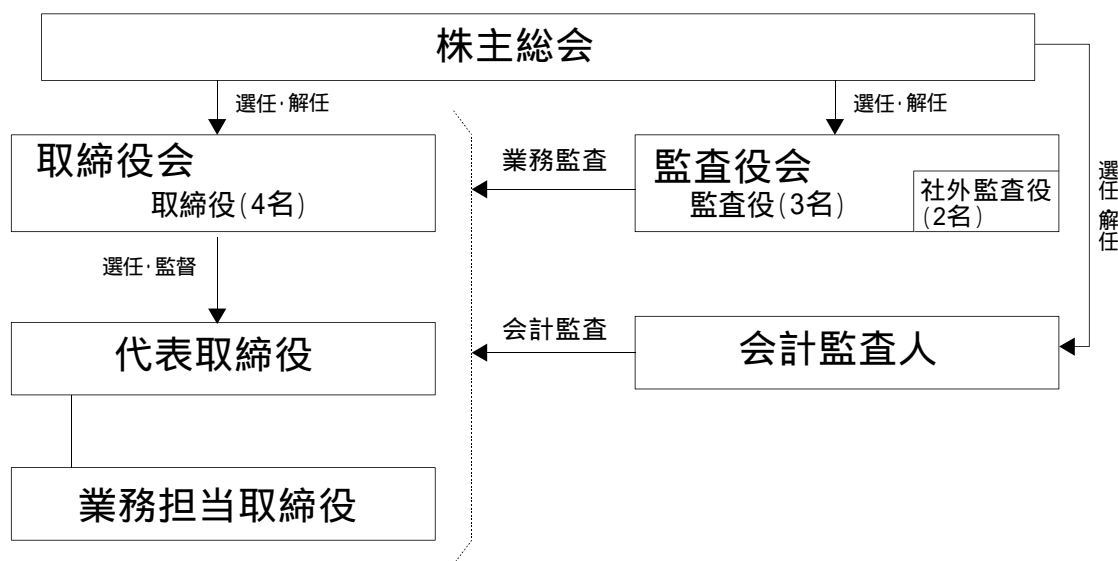 株主総会
選任･解任
選任･解任
取締役会
取締役(4名)
業務監査
監査役会
監査役(3名)
社外監査役
(2名)
選任･解任
選任･監督
代表取締役
会計監査
会計監査人
業務担当取締役